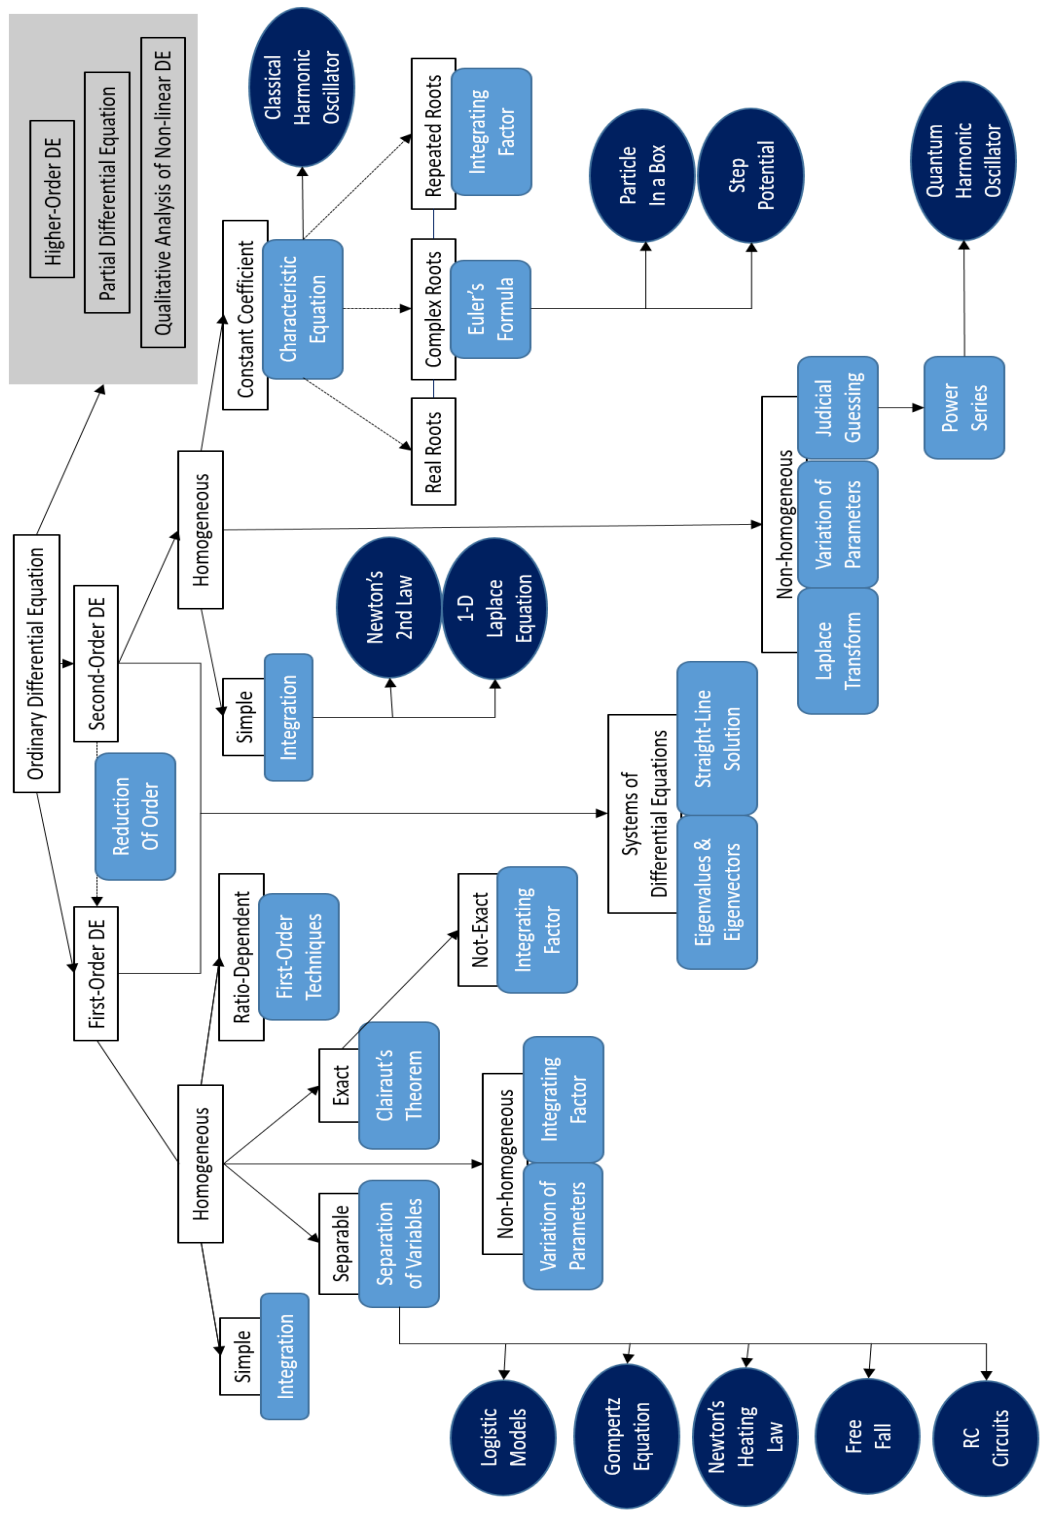 Ordinary Differential Equation
Higher-Order DE
Partial Differential Equation
Qualitative Analysis of Non-linear DE
First-Order DE
Reduction
Of Order
Second-Order DE
Homogeneous
Homogeneous
Simple
Integration
Ratio-Dependent
First-Order
Techniques
Simple
Integration
Constant Coefficient
Characteristic
Equation
Classical
Harmonic
Oscillator
Separable
Separation
of Variables
Exact
Clairaut's
Theorem
Newton's
2nd Law
1-D
Laplace
Equation
Real Roots
Complex Roots
Euler's
Formula
Repeated Roots
Integrating
Factor
Not-Exact
Integrating
Factor
Non-homogeneous
Variation of
Parameters
Integrating
Factor
Systems of
Differential Equations
Eigenvalues &
Eigenvectors
Straight-Line
Solution
Particle
In a Box
Step
Potential
Non-homogeneous
Laplace
Transform
Variation of
Parameters
Judicial
Guessing
Power
Series
Quantum
Harmonic
Oscillator
Logistic
Models
Gompertz
Equation
Newton's
Heating
Law
Free
Fall
RC
Circuits